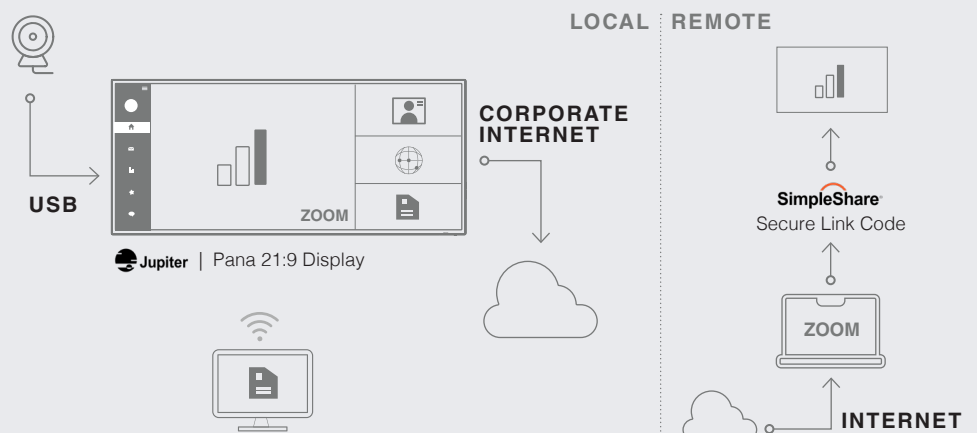 LOCAL
REMOTE
CORPORATE
INTERNET
USB
ZOOM
Jupiter | Pana 21:9 Display
SimpleShare
Secure Link Code
ZOOM
INTERNET